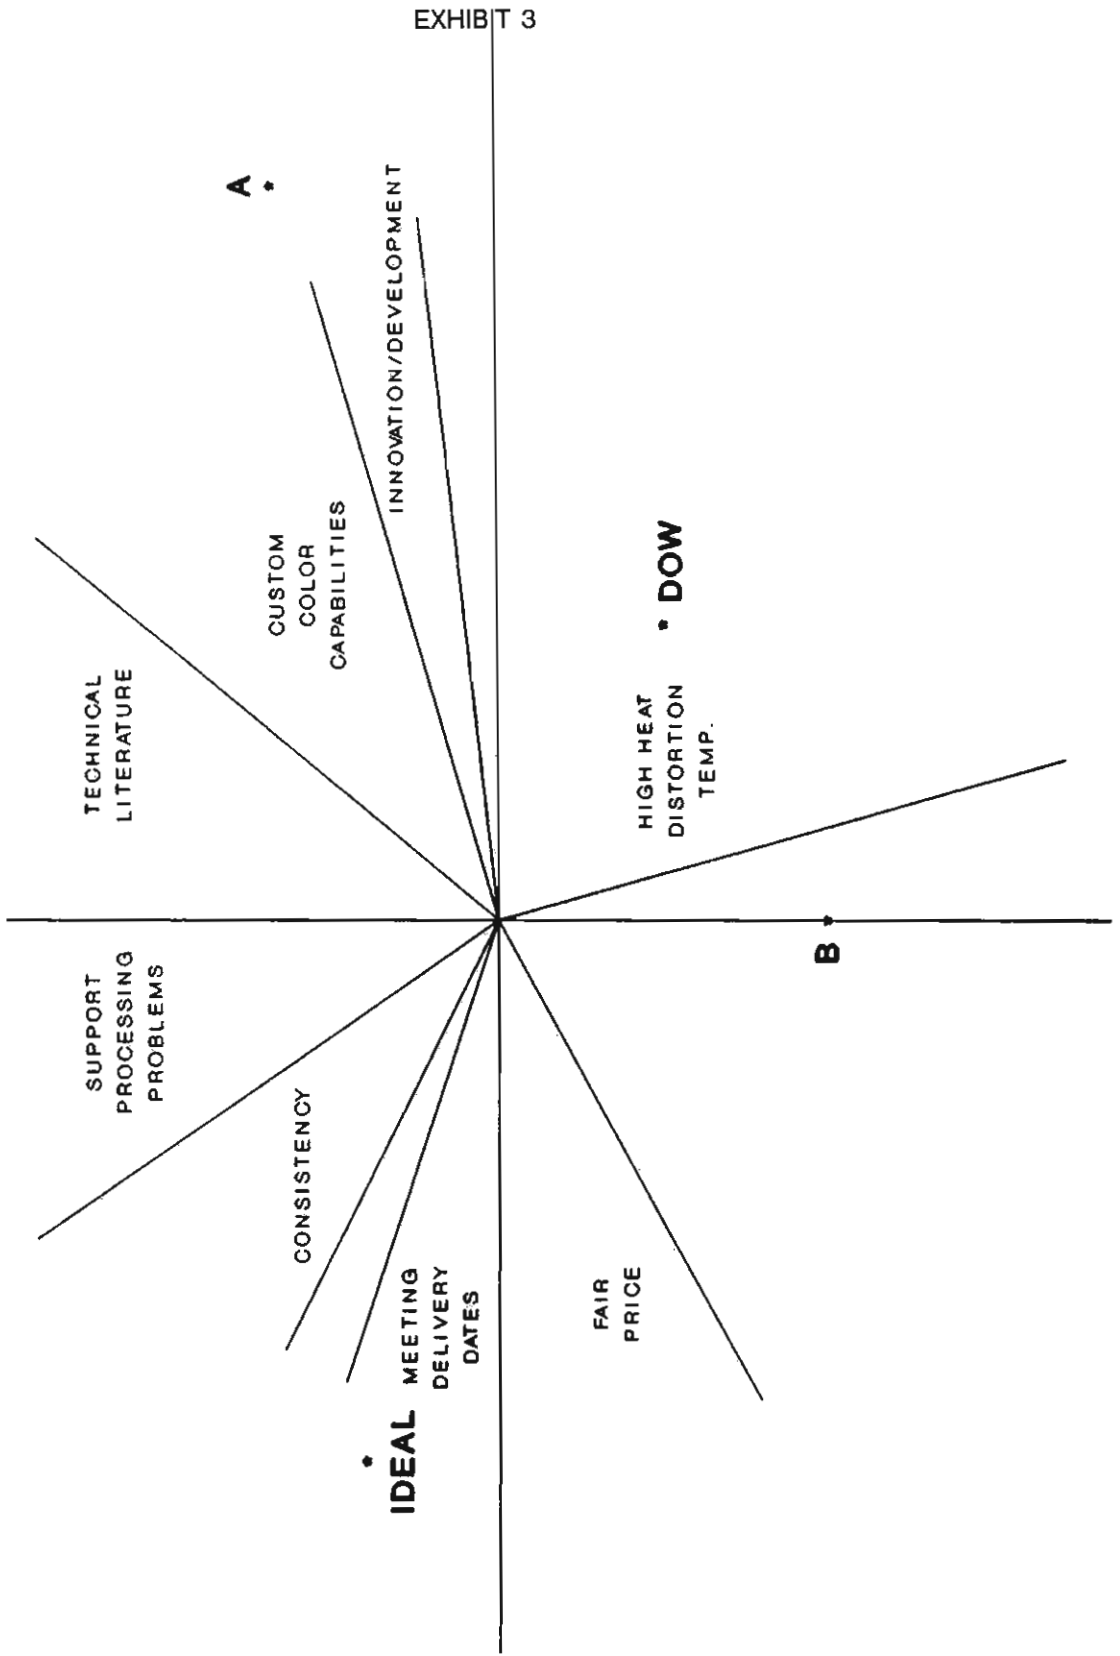 EXHIBIT 3
A
INNOVATION/DEVELOPMENT
CUSTOM
COLOR
CAPABILITIES
TECHNICAL
LITERATURE
* DOW
HIGH HEAT
DISTORTION
TEMP.
B
SUPPORT
PROCESSING
PROBLEMS
CONSISTENCY
MEETING
DELIVERY
DATES
FAIR
PRICE
IDEAL